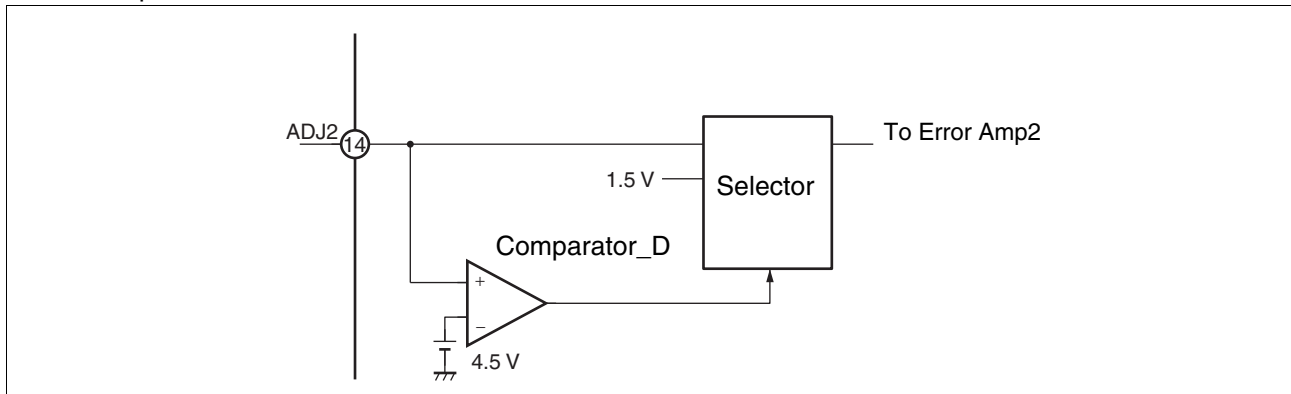 ADJ2
14
To Error Amp2
1.5 V
Selector
Comparator_D
+
−
4.5 V